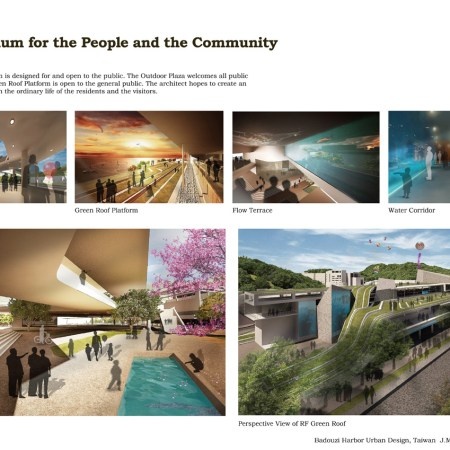 um for the People and the Community
n is designed for and open to the public. The Outdoor Plaza welcomes all public
en Roof Platform is open to the general public. The architect hopes to create an
n the ordinary life of the residents and the visitors.
Green Roof Platform
Flow Terrace
Water Corridor
Perspective View of RF Green Roof
Badouzi Harbor Urban Design, Taiwan J.M